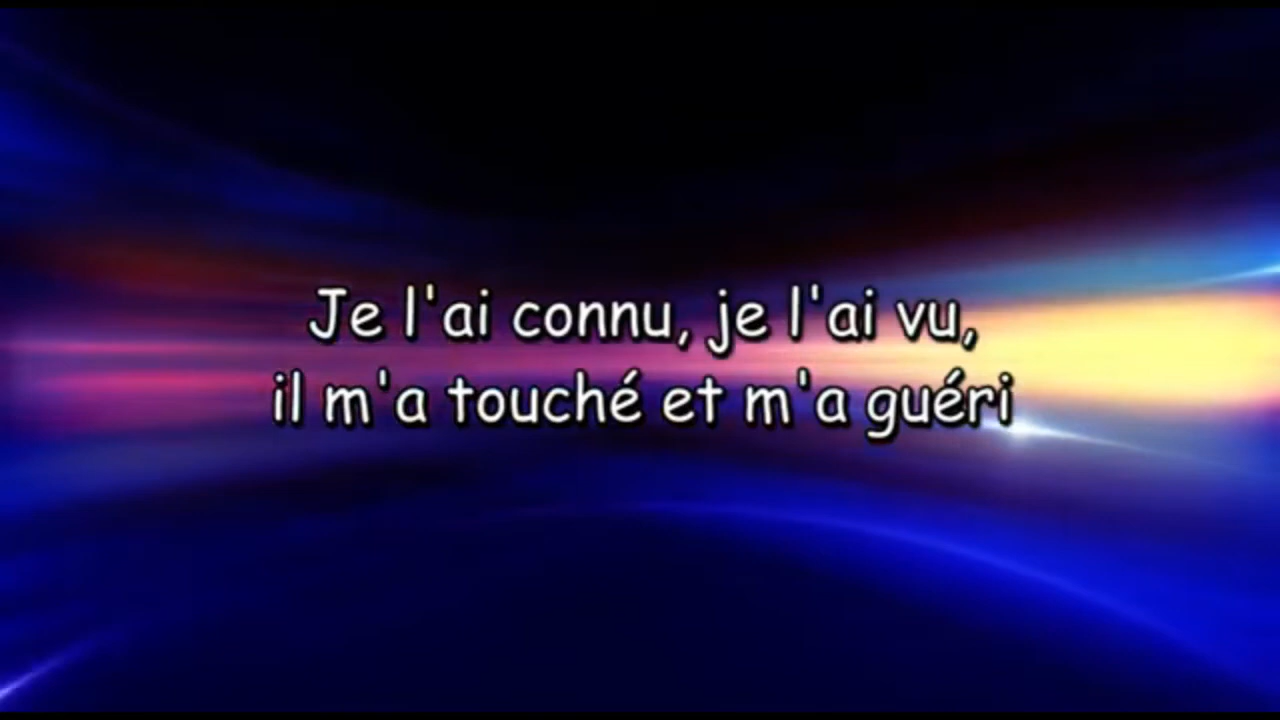 Je l'ai connu, je l'ai vu,
il m'a touché et m'a guéri